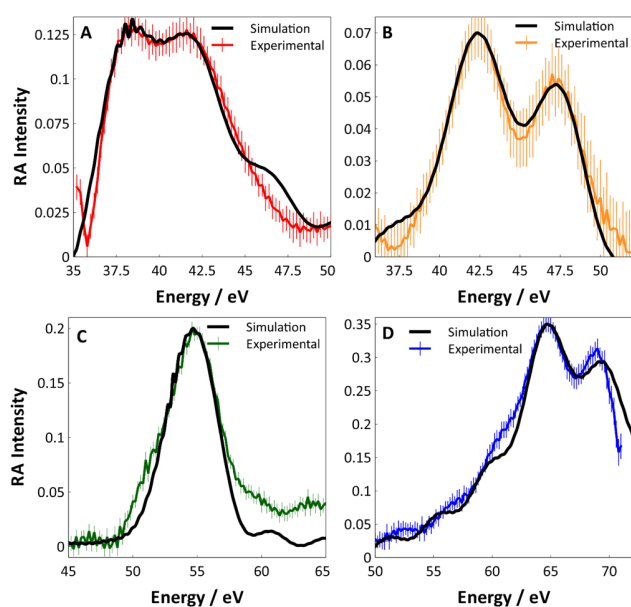 A
Simulation
Experimental
RA Intensity
0.125
0.1
0.075
0.05
0.025
0
35 37.5 40 42.5 45 47.5 50
Energy / eV
B
Simulation
Experimental
0.07
0.06
0.05
0.04
0.03
0.02
0.01
0
37.5 40 42.5 45 47.5 50
Energy / eV
C
Simulation
Experimental
RA Intensity
0.2
0.15
0.1
0.05
0
45 50 55 60 65
Energy / eV
D
Simulation
Experimental
0.35
0.30
0.25
0.20
0.15
0.10
0.05
0
50 55 60 65 70
Energy / eV